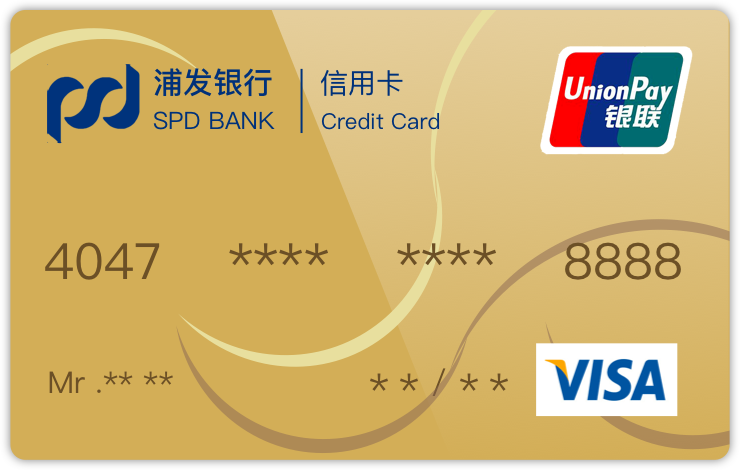 浦发银行
SPD BANK
信用卡
Credit Card
UnionPay
银联
4047 **** **** 8888
Mr .** **
**/**
VISA